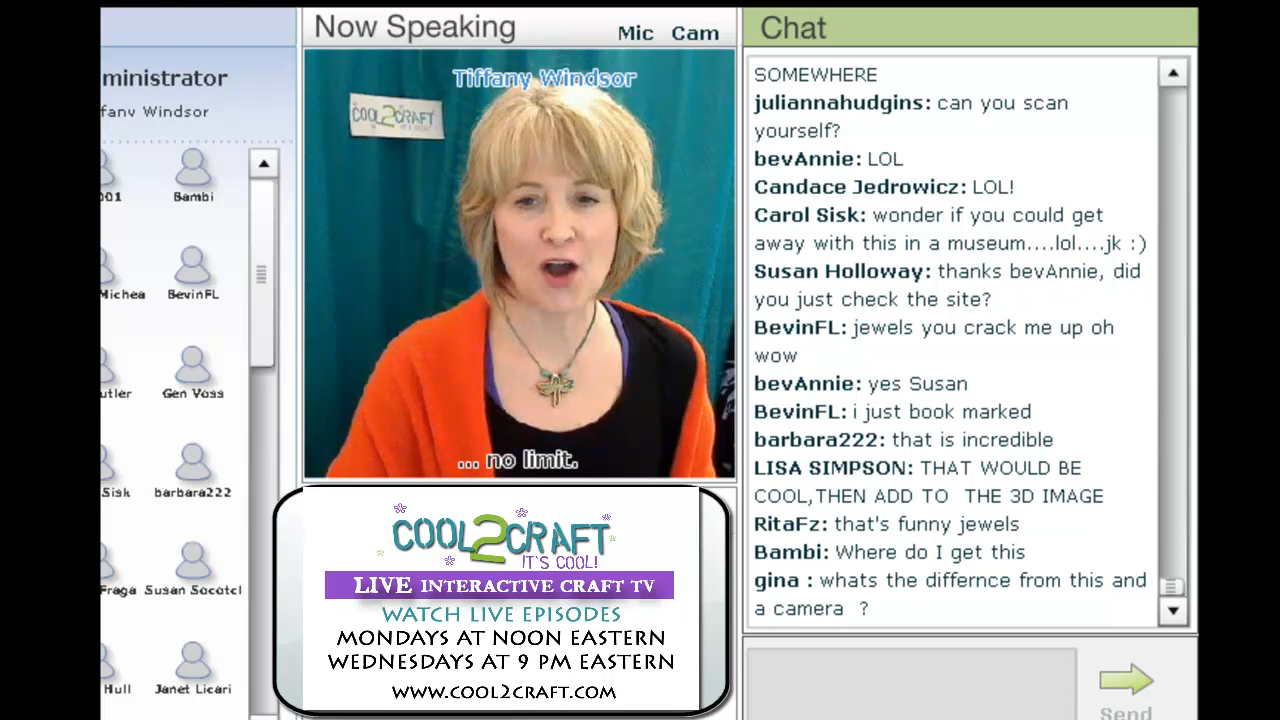 ministrator
fany Windsor
001
Bambi
Michea
BevinFL
utler
Gen Vass
Sisk
barbara222
Fraga
Susan Sacatcl
Hull
Janet Licari
Now Speaking
Mic Cam
Tiffany Windsor
COOL2CRAFT
... no limit.
COOL2CRAFT
IT'S COOL!
LIVE INTERACTIVE CRAFT TV
WATCH LIVE EPISODES
MONDAYS AT NOON EASTERN
WEDNESDAYS AT 9 PM EASTERN
WWW.COOL2CRAFT.COM
Chat
SOMEWHERE
juliannahudgins: can you scan
yourself?
bevAnnie: LOL
Candace Jedrowicz: LOL!
Carol Sisk: wonder if you could get
away with this in a museum....lol....jk :)
Susan Holloway: thanks bevAnnie, did
you just check the site?
BevinFL: jewels you crack me up oh
wow
bevAnnie: yes Susan
BevinFL: i just book marked
barbara222: that is incredible
LISA SIMPSON: THAT WOULD BE
COOL,THEN ADD TO  THE 3D IMAGE
RitaFz: that's funny jewels
Bambi: Where do I get this
gina : whats the differnce from this and
a camera  ?
Send